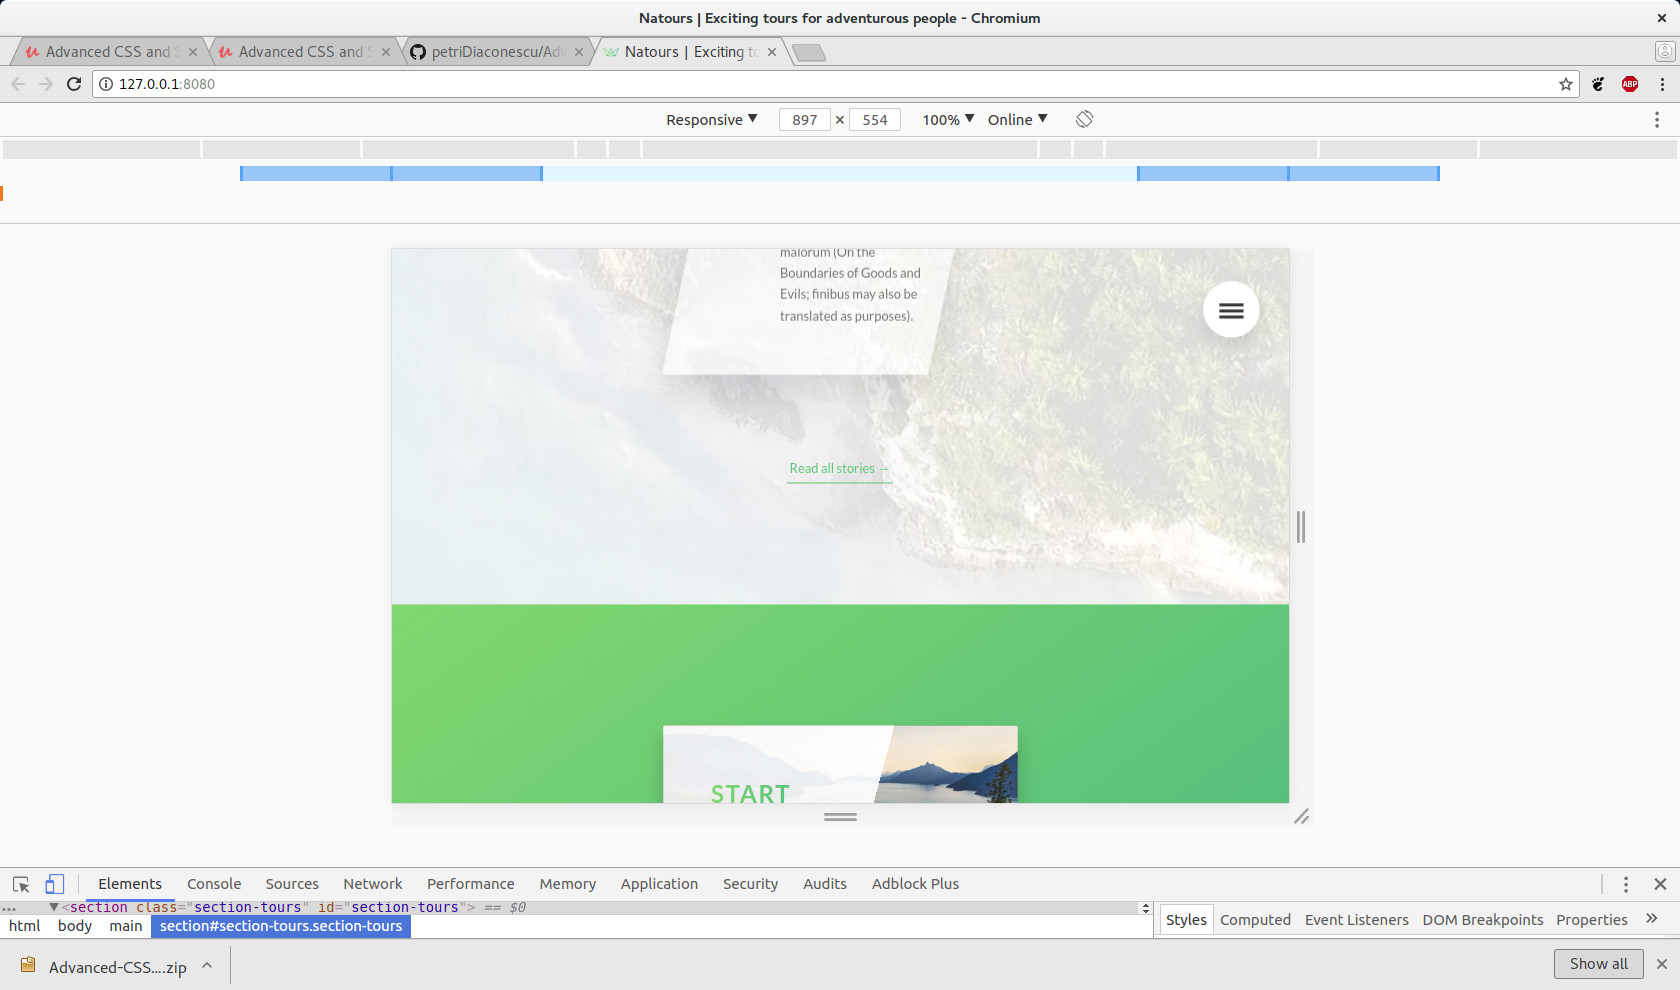 Natours | Exciting tours for adventurous people - Chromium
Advanced CSS and S
Advanced CSS and S
petriDiaconescu/Adv
Natours | Exciting to
127.0.0.1:8080
ABP
Responsive ▼ 897 × 554 100% ▼ Online ▼
malorum (On the
Boundaries of Goods and
Evils; finibus may also be
translated as purposes).
Read all stories →
START
Elements Console Sources Network Performance Memory Application Security Audits Adblock Plus
... ▼<section class="section-tours" id="section-tours"> == $0
html body main section#section-tours.section-tours
Styles Computed Event Listeners DOM Breakpoints Properties »
Advanced-CSS....zip
Show all